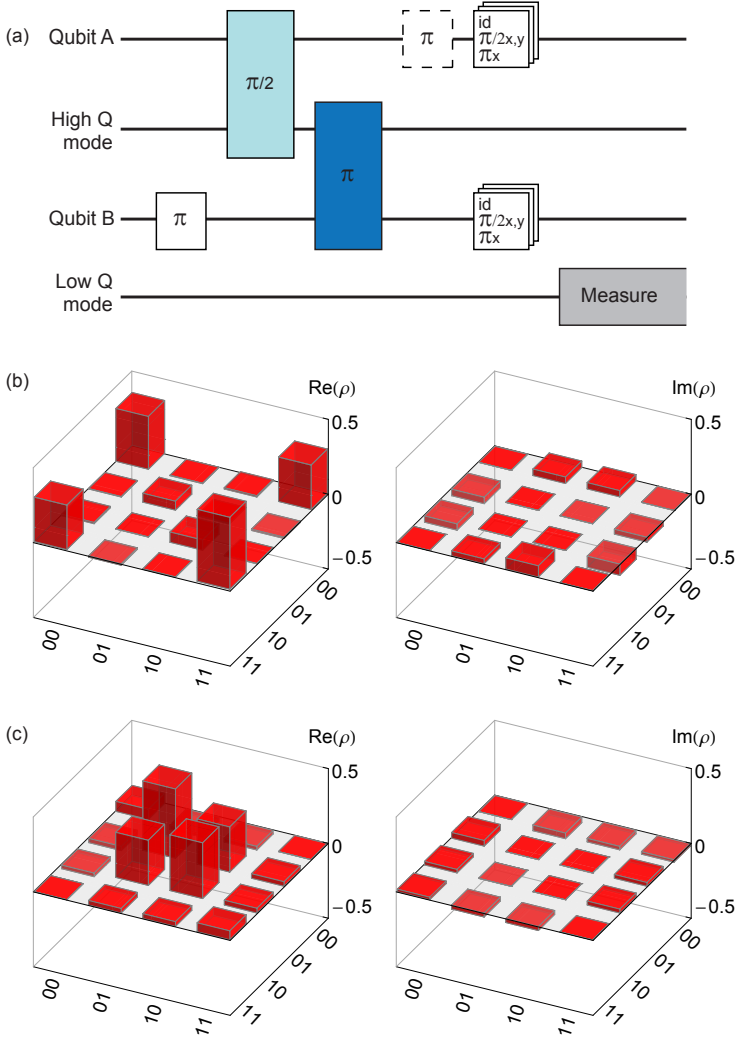 (a)
Qubit A
π/2
π
id
π/2x,y
πx
High Q
mode
π
Qubit B
π
id
π/2x,y
πx
Low Q
mode
Measure
(b)
Re(ρ)
0.5
0
−0.5
00
01
10
11
00
01
10
11
Im(ρ)
0.5
0
−0.5
00
01
10
11
00
01
10
11
(c)
Re(ρ)
0.5
0
−0.5
00
01
10
11
00
01
10
11
Im(ρ)
0.5
0
−0.5
00
01
10
11
00
01
10
11